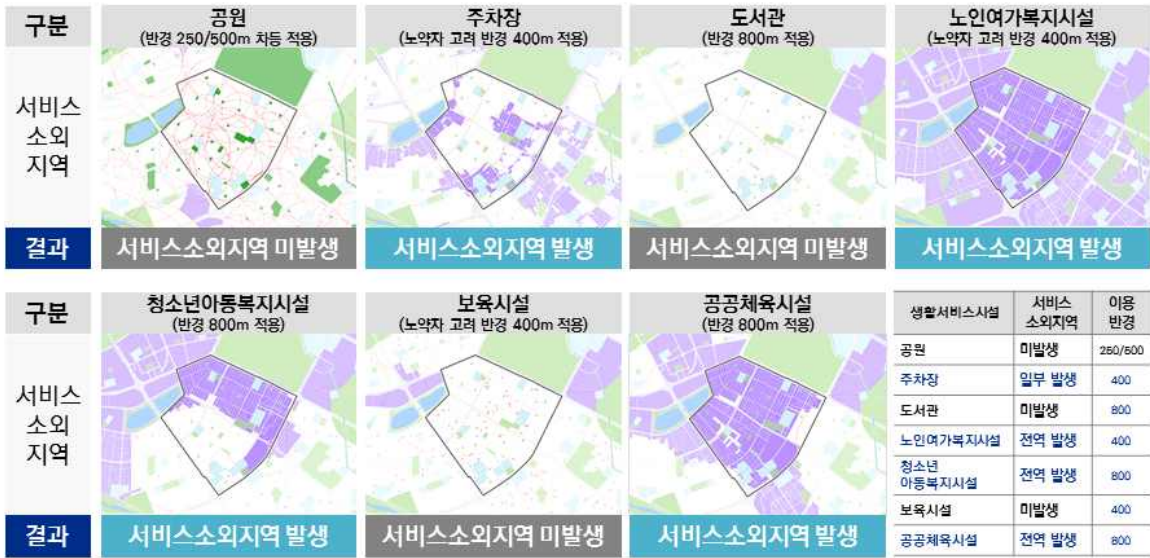 구분
공원
(반경 250/500m 차등 적용)
주차장
(노약자 고려 반경 400m 적용)
도서관
(반경 800m 적용)
노인여가복지시설
(노약자 고려 반경 400m 적용)
서비스
소외
지역
결과
서비스소외지역 미발생
서비스소외지역 발생
서비스소외지역 미발생
서비스소외지역 발생
구분
청소년아동복지시설
(반경 800m 적용)
보육시설
(노약자 고려 반경 400m 적용)
공공체육시설
(반경 800m 적용)
서비스
소외
지역
결과
서비스소외지역 발생
서비스소외지역 미발생
서비스소외지역 발생
생활서비스시설
서비스
소외지역
이용
반경
공원 미발생 250/500
주차장 일부 발생 400
도서관 미발생 800
노인여가복지시설 전역 발생 400
청소년
아동복지시설 전역 발생 800
보육시설 미발생 400
공공체육시설 전역 발생 800